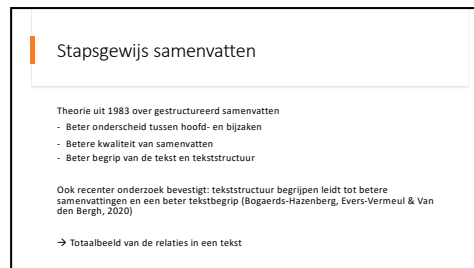 Stapsgewijs samenvatten
Theorie uit 1983 over gestructureerd samenvatten
- Beter onderscheid tussen hoofd- en bijzaken
- Betere kwaliteit van samenvatten
- Beter begrip van de tekst en tekststructuur
Ook recenter onderzoek bevestigt: tekststructuur begrijpen leidt tot betere
samenvattingen en een beter tekstbegrip (Bogaerds-Hazenberg, Evers-Vermeul & Van
den Bergh, 2020)
→ Totaalbeeld van de relaties in een tekst